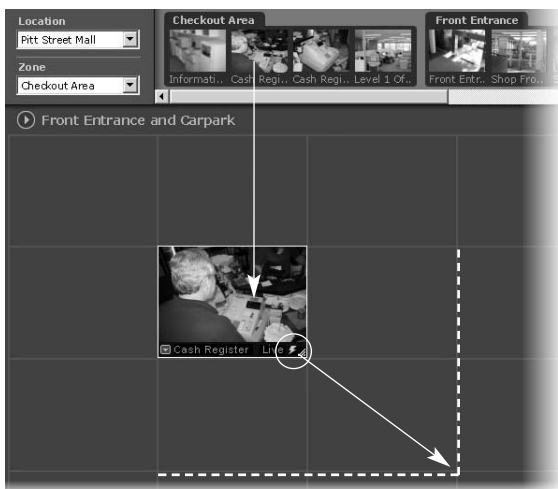 Location
Pitt Street Mall
Zone
Checkout Area
Checkout Area
Front Entrance
Informati..
Cash Regi..
Cash Regi..
Level 1 Of..
Front Entr..
Shop Fro..
Front Entrance and Carpark
Cash Register
Live